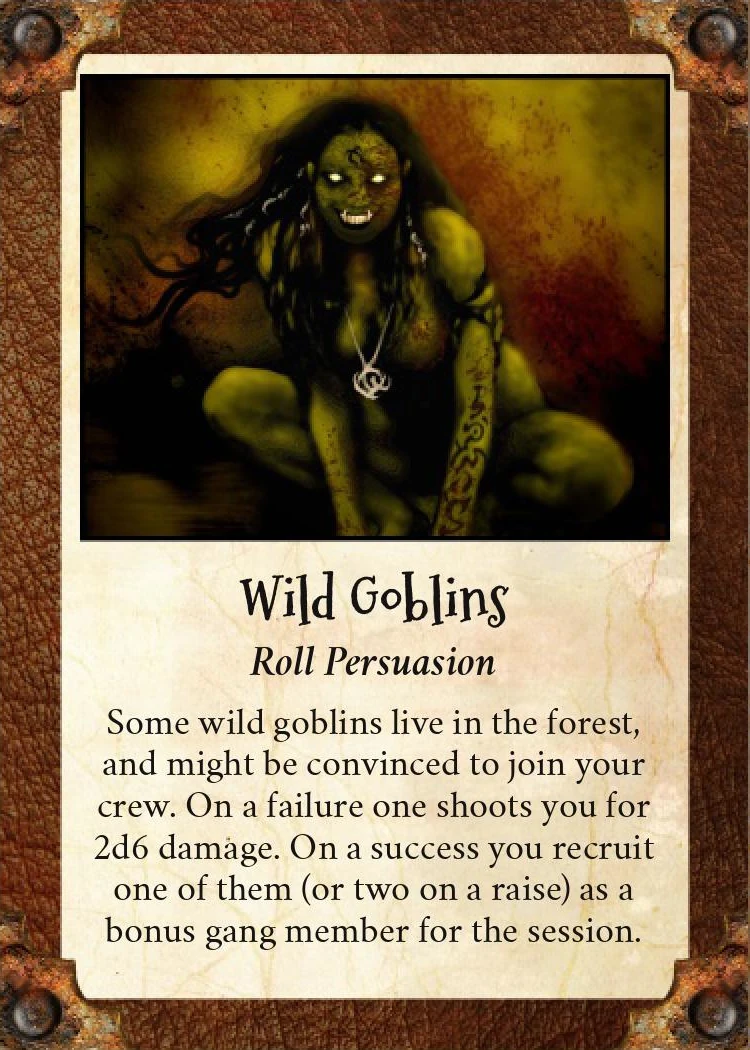 Wild Goblins
Roll Persuasion
Some wild goblins live in the forest,
and might be convinced to join your
crew. On a failure one shoots you for
2d6 damage. On a success you recruit
one of them (or two on a raise) as a
bonus gang member for the session.